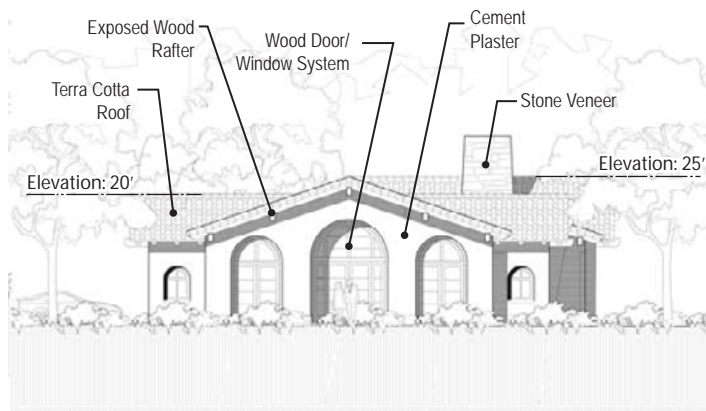 Exposed Wood
Rafter
Wood Door/
Window System
Cement
Plaster
Terra Cotta
Roof
Stone Veneer
Elevation: 20'
Elevation: 25'